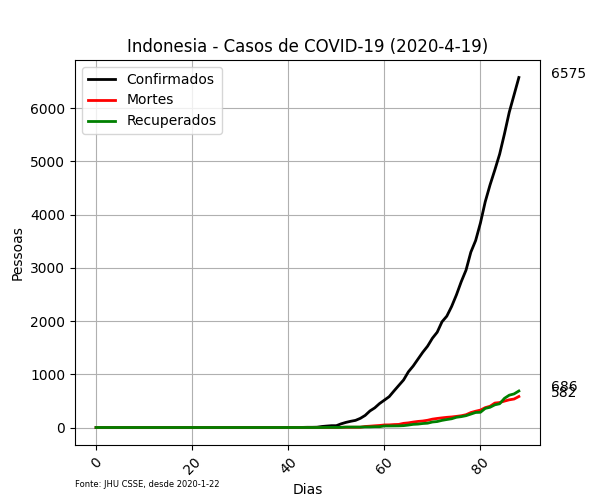 Indonesia - Casos de COVID-19 (2020-4-19)
6575
Confirmados
Mortes
Recuperados
6000
5000
4000
3000
2000
1000
0
Pessoas
686
582
0
20
40
60
80
Fonte: JHU CSSE, desde 2020-1-22
Dias